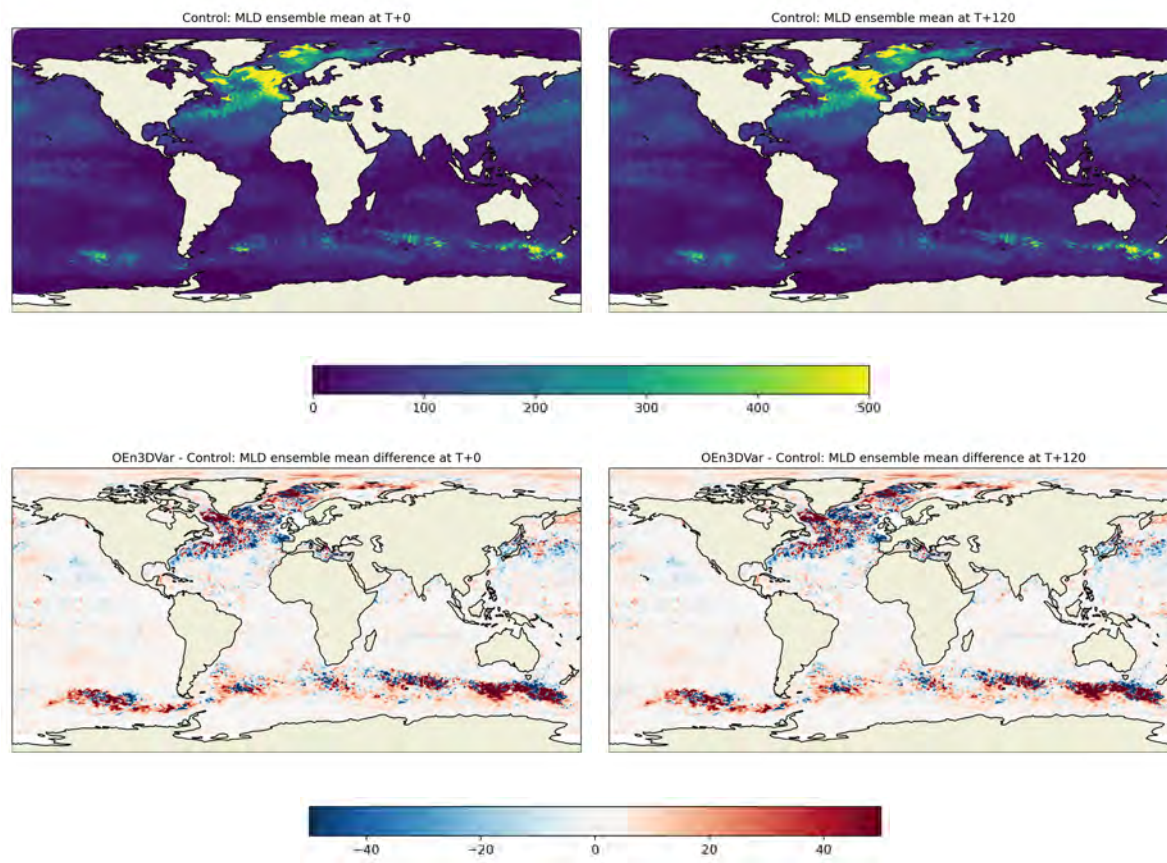 Control: MLD ensemble mean at T+0
Control: MLD ensemble mean at T+120
0 100 200 300 400 500
OEn3DVar - Control: MLD ensemble mean difference at T+0
OEn3DVar - Control: MLD ensemble mean difference at T+120
−40 −20 0 20 40